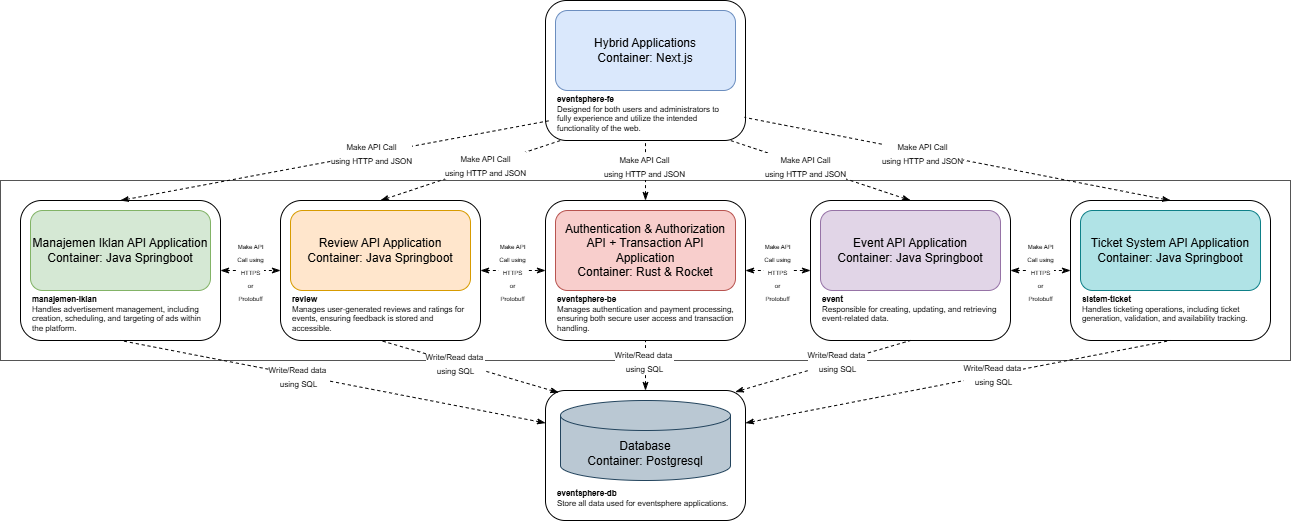 Hybrid Applications
Container: Next.js
eventsphere-fe
Designed for both users and administrators to
fully experience and utilize the intended
functionality of the web.
Make API Call
using HTTP and JSON
Make API Call
using HTTP and JSON
Make API Call
using HTTP and JSON
Make API Call
using HTTP and JSON
Make API Call
using HTTP and JSON
Manajemen Iklan API Application
Container: Java Springboot
manajemen-iklan
Handles advertisement management, including
creation, scheduling, and targeting of ads within
the platform.
Make API
Call using
HTTPS
or
Protobuff
Review API Application
Container: Java Springboot
review
Manages user-generated reviews and ratings for
events, ensuring feedback is stored and
accessible.
Make API
Call using
HTTPS
or
Protobuff
Authentication & Authorization
API + Transaction API
Application
Container: Rust & Rocket
eventsphere-be
Manages authentication and payment processing,
ensuring both secure user access and transaction
handling.
Make API
Call using
HTTPS
or
Protobuff
Event API Application
Container: Java Springboot
event
Responsible for creating, updating, and retrieving
event-related data.
Make API
Call using
HTTPS
or
Protobuff
Ticket System API Application
Container: Java Springboot
sistem-ticket
Handles ticketing operations, including ticket
generation, validation, and availability tracking.
Write/Read data
using SQL
Write/Read data
using SQL
Write/Read data
using SQL
Write/Read data
using SQL
Write/Read data
using SQL
Database
Container: Postgresql
eventsphere-db
Store all data used for eventsphere applications.